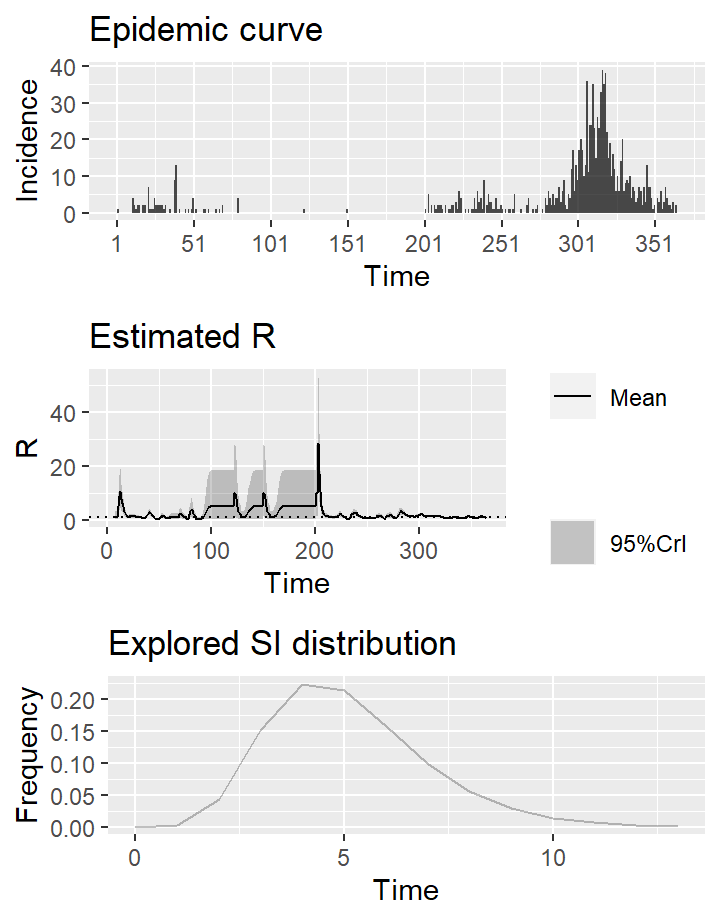 Epidemic curve
Incidence
40
30
20
10
0
1 51 101 151 201 251 301 351
Time
Estimated R
R
40
20
0
0 100 200 300
Time
Mean
95%CrI
Explored SI distribution
Frequency
0.20
0.15
0.10
0.05
0.00
0 5 10
Time